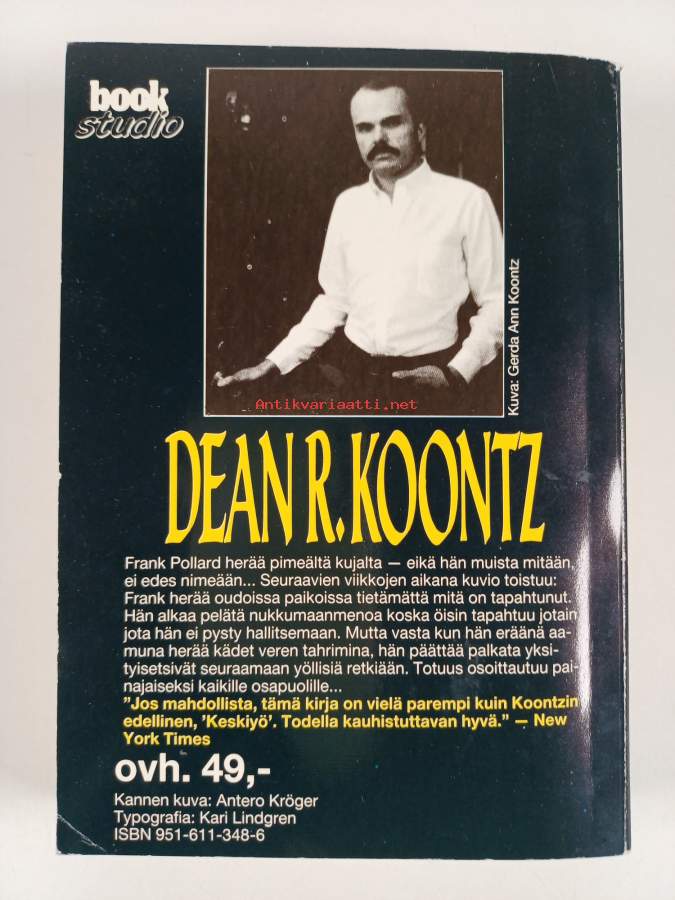 book
studio
Kuva: Gerda Ann Koontz
Antikvariaatti.net
DEAN R. KOONTZ
Frank Pollard herää pimeältä kujalta — eikä hän muista mitään,
ei edes nimeään... Seuraavien viikkojen aikana kuvio toistuu:
Frank herää oudoissa paikoissa tietämättä mitä on tapahtunut.
Hän alkaa pelätä nukkumaanmenoa koska öisin tapahtuu jotain
jota hän ei pysty hallitsemaan. Mutta vasta kun hän eräänä aa-
muna herää kädet veren tahrimina, hän päättää palkata yksi-
tyisetsivät seuraamaan yöllisiä retkiään. Totuus osoittautuu pai-
najaiseksi kaikille osapuolille...
"Jos mahdollista, tämä kirja on vielä parempi kuin Koontzin
edellinen, 'Keskiyö'. Todella kauhistuttavan hyvä." — New
York Times
ovh. 49,-
Kannen kuva: Antero Kröger
Typografia: Kari Lindgren
ISBN 951-611-348-6